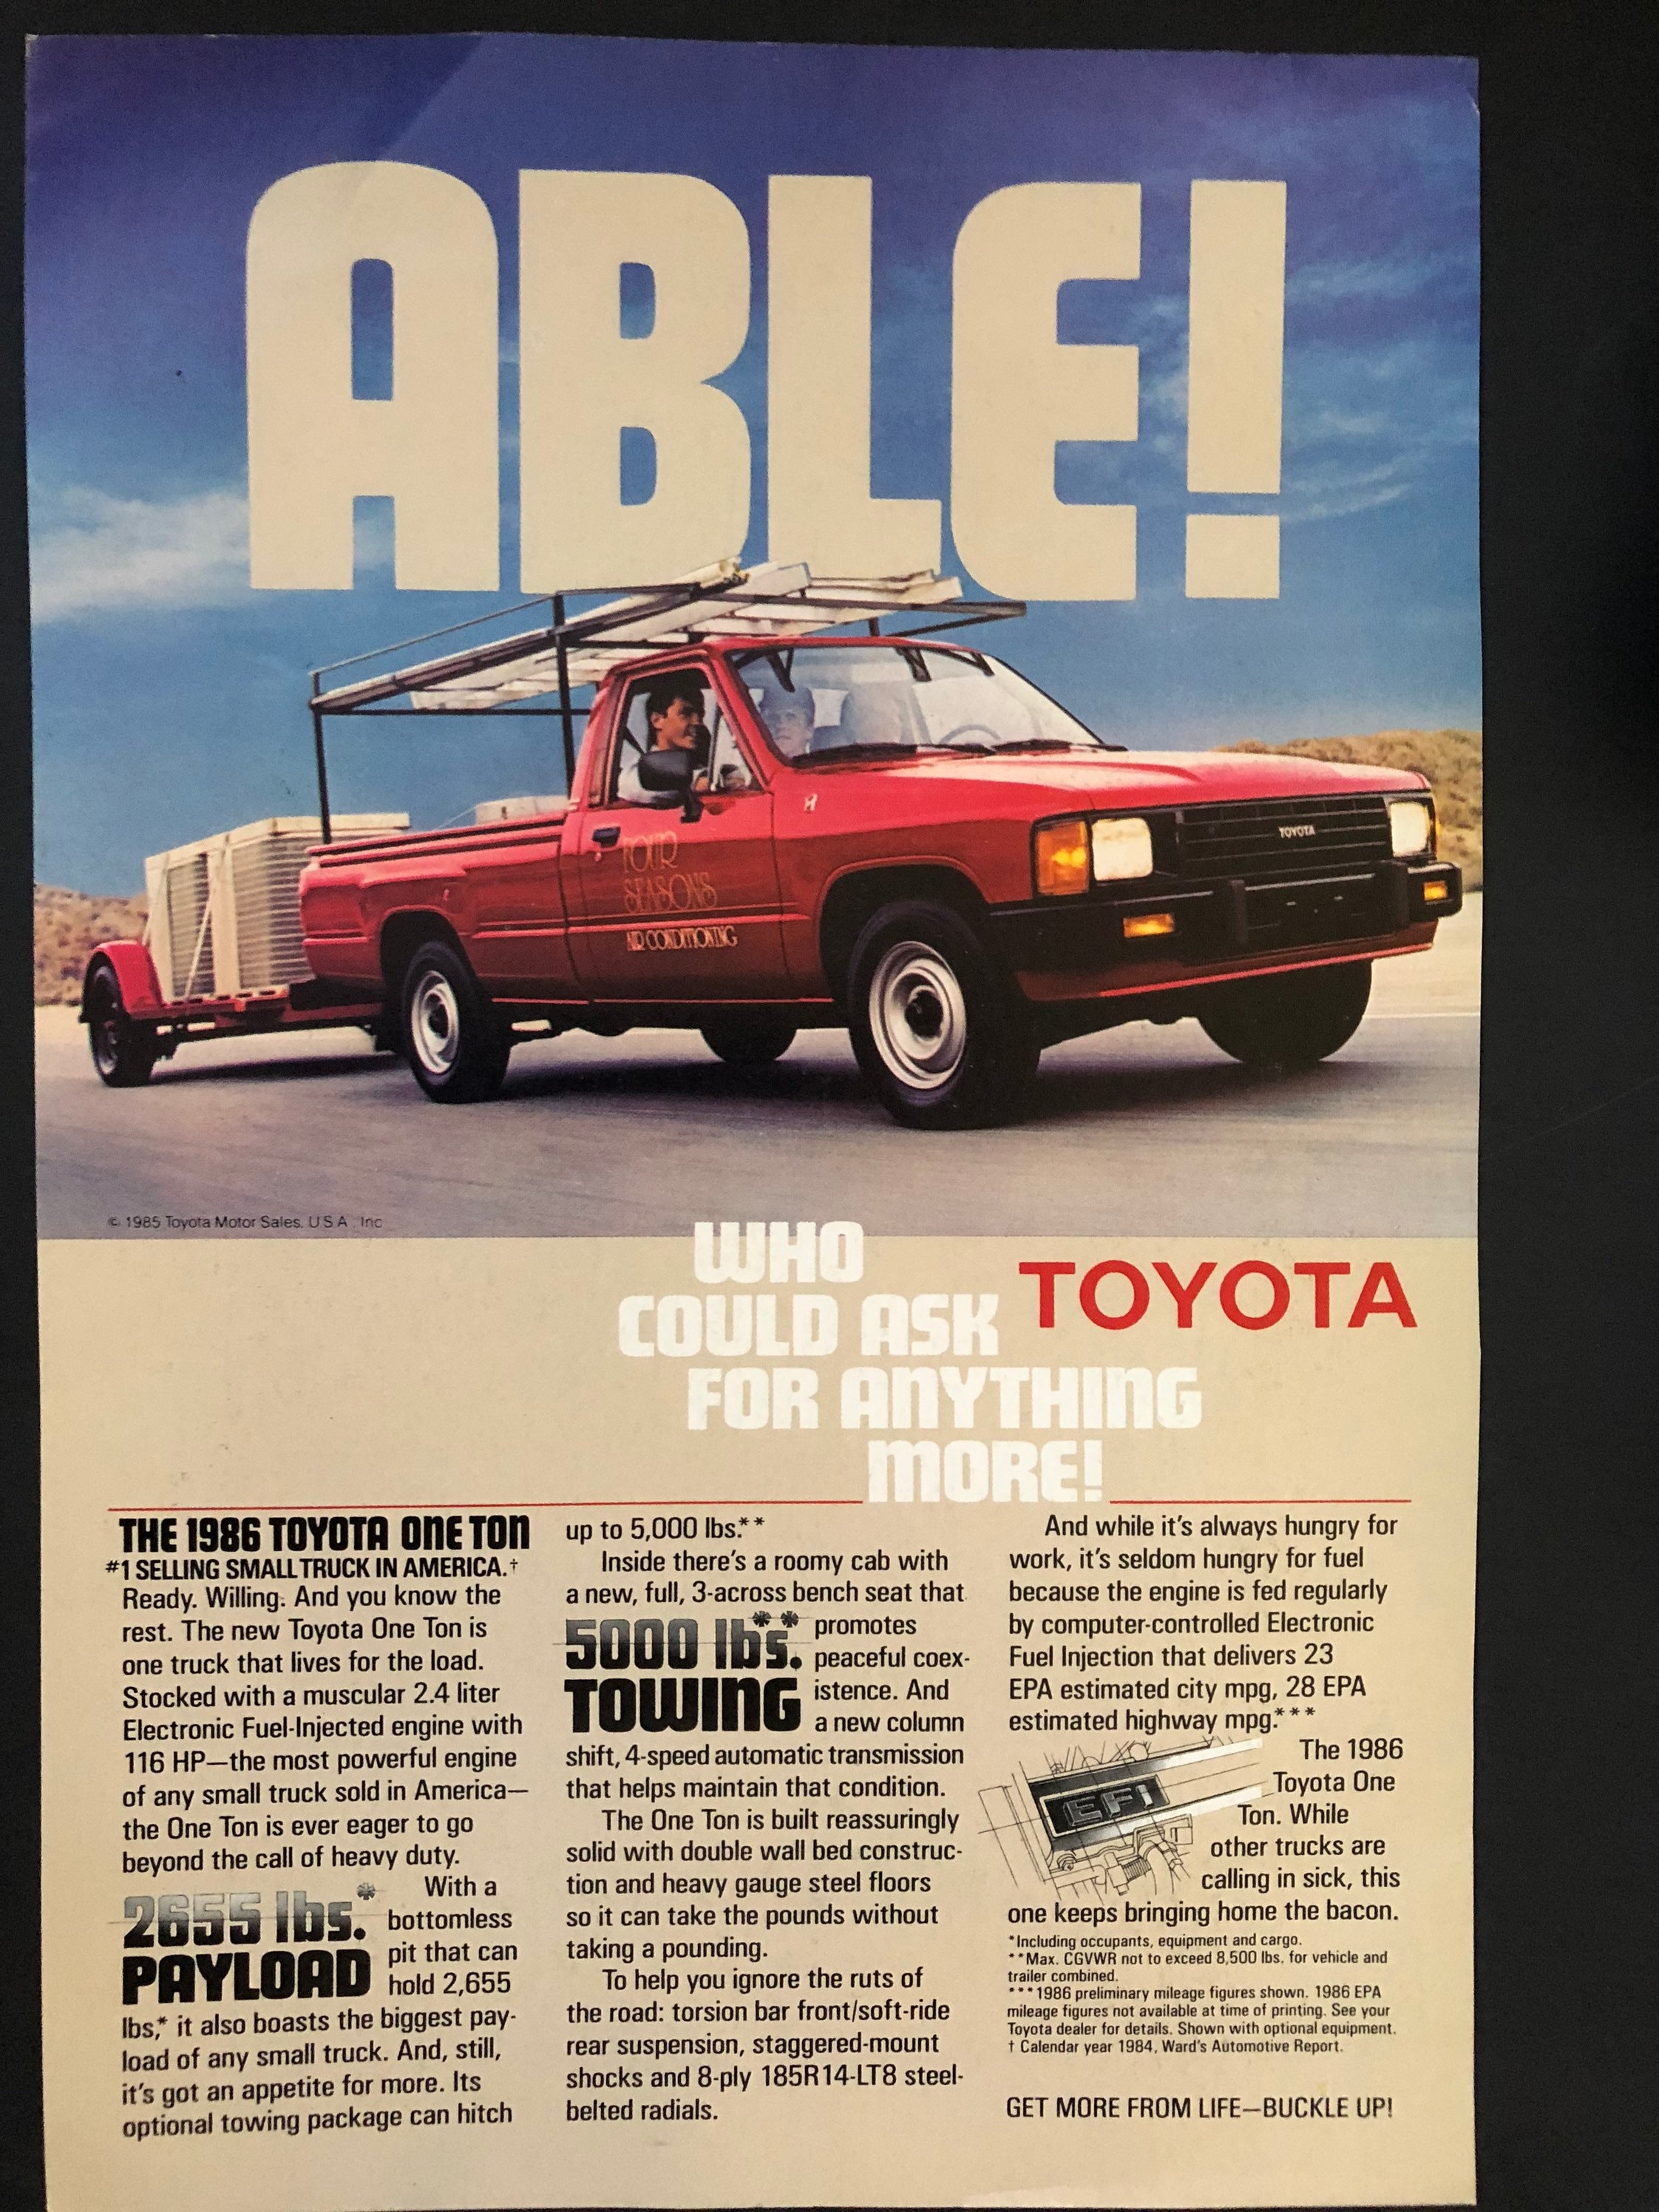 ABLE!
FOUR
SEASONS
AIR CONDITIONING
TOYOTA
© 1985 Toyota Motor Sales, U.S.A., Inc.
WHO
COULD ASK
FOR ANYTHING
MORE!
TOYOTA
THE 1986 TOYOTA ONE TON
#1 SELLING SMALL TRUCK IN AMERICA.†
Ready. Willing. And you know the
rest. The new Toyota One Ton is
one truck that lives for the load.
Stocked with a muscular 2.4 liter
Electronic Fuel-Injected engine with
116 HP—the most powerful engine
of any small truck sold in America—
the One Ton is ever eager to go
beyond the call of heavy duty.
2655 lbs.*
PAYLOAD
With a
bottomless
pit that can
hold 2,655
lbs,* it also boasts the biggest pay-
load of any small truck. And, still,
it's got an appetite for more. Its
optional towing package can hitch
up to 5,000 lbs.**
Inside there's a roomy cab with
a new, full, 3-across bench seat that
5000 lbs.**
TOWING
promotes
peaceful coex-
istence. And
a new column
shift, 4-speed automatic transmission
that helps maintain that condition.
The One Ton is built reassuringly
solid with double wall bed construc-
tion and heavy gauge steel floors
so it can take the pounds without
taking a pounding.
To help you ignore the ruts of
the road: torsion bar front/soft-ride
rear suspension, staggered-mount
shocks and 8-ply 185R14-LT8 steel-
belted radials.
And while it's always hungry for
work, it's seldom hungry for fuel
because the engine is fed regularly
by computer-controlled Electronic
Fuel Injection that delivers 23
EPA estimated city mpg, 28 EPA
estimated highway mpg.***
EFI
The 1986
Toyota One
Ton. While
other trucks are
calling in sick, this
one keeps bringing home the bacon.
*Including occupants, equipment and cargo.
**Max. CGVWR not to exceed 8,500 lbs. for vehicle and
trailer combined.
***1986 preliminary mileage figures shown. 1986 EPA
mileage figures not available at time of printing. See your
Toyota dealer for details. Shown with optional equipment.
† Calendar year 1984, Ward's Automotive Report.
GET MORE FROM LIFE—BUCKLE UP!